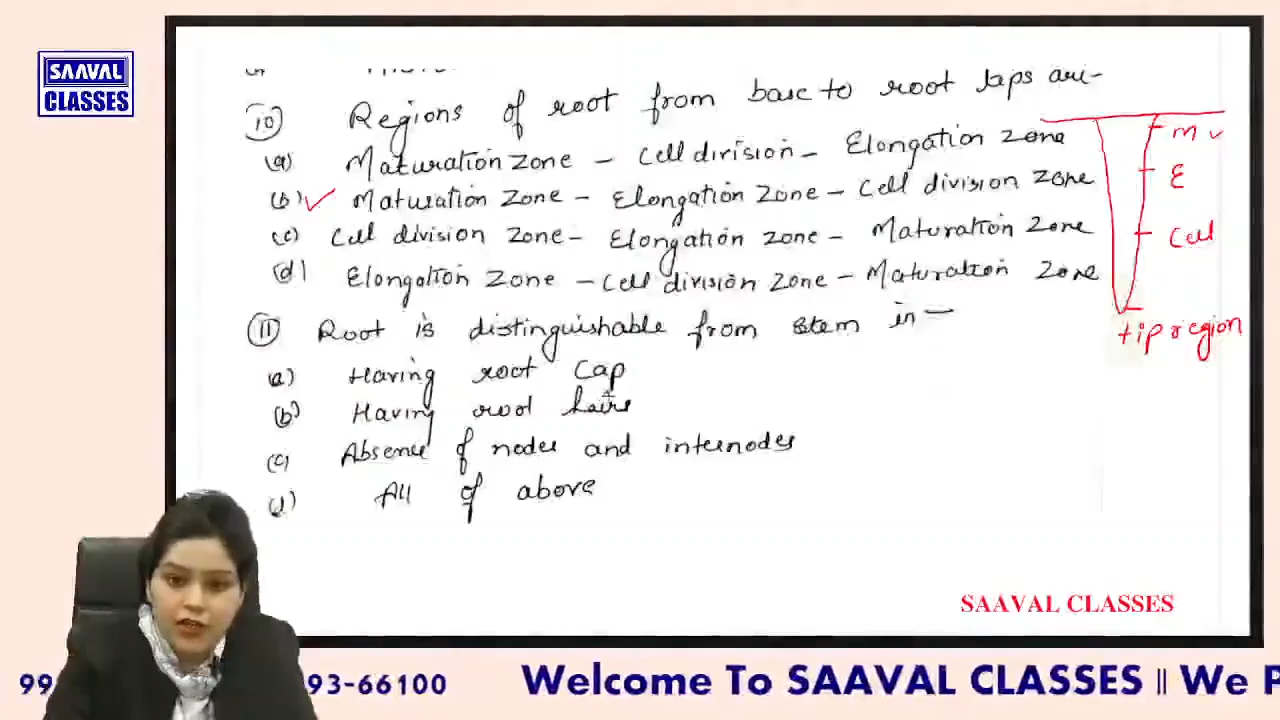 SAAVAL
CLASSES
10 Regions of root from base to root taps are-
(a) Maturation zone - Cell division - Elongation zone
(b) ✓ Maturation Zone - Elongation Zone - Cell division zone
(c) Cell division zone - Elongation zone - Maturation Zone
(d) Elongation Zone - Cell division Zone - Maturation Zone
m ✓
E
Cell
tip region
11 Root is distinguishable from stem in -
(a) Having root Cap
(b) Having root hairs
(c) Absence of nodes and internodes
(d) All of above
SAAVAL CLASSES
99
93-66100
Welcome To SAAVAL CLASSES || We P